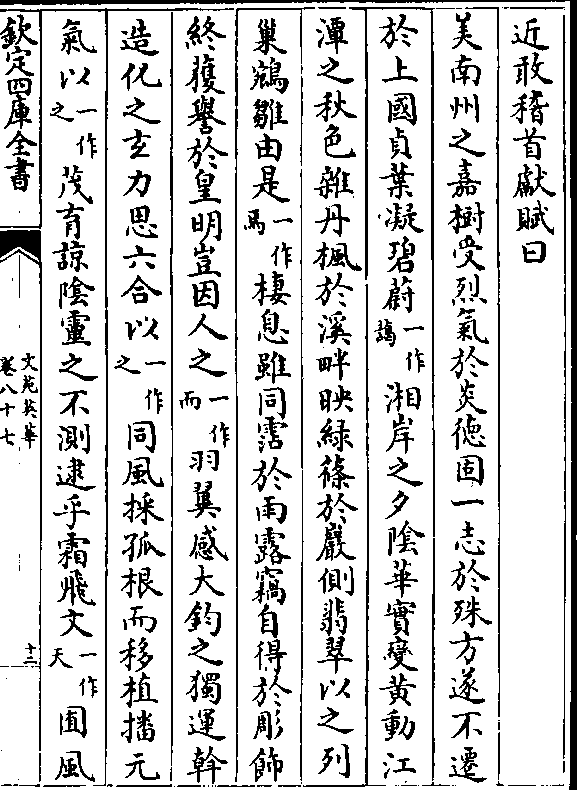 近敢稽首獻賦曰
美南州之嘉樹受烈氣於炎徳固一志於殊方遂不遷
於上國貞葉凝碧蔚一作藹湘岸之夕陰華實變黄動江
潭之秋色雜丹楓於溪畔映緑篠於巖側翡翠以之列
巢鵷雛由是一作焉棲息雖同霑於雨露竊自得於彫飾
終獲譽於皇明豈因人之一作而羽翼感大鈞之獨運斡
造化之玄力思六合以一作之同風採孤根而移植播元
氣以一作之茂育諒陰靈之不測逮乎霜飛文一作天囿風
欽定四庫全書
文苑英華
卷八十七
十二